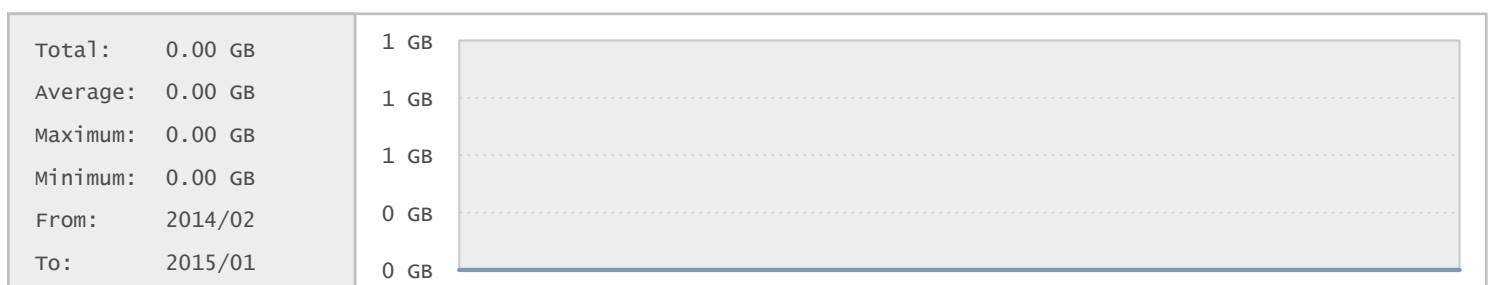 Total: 0.00 GB
Average: 0.00 GB
Maximum: 0.00 GB
Minimum: 0.00 GB
From: 2014/02
To: 2015/01
1 GB
1 GB
1 GB
0 GB
0 GB